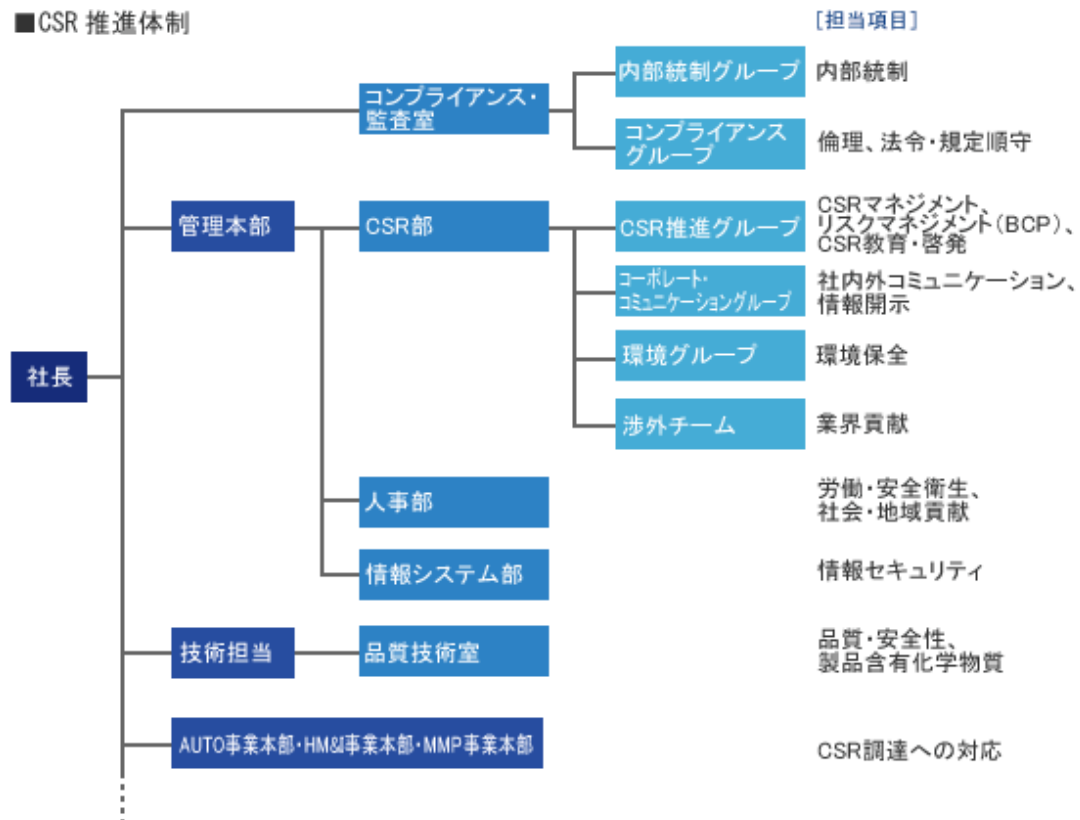 ■CSR 推進体制
［担当項目］
内部統制グループ
内部統制
コンプライアンス・
監査室
コンプライアンス
グループ
倫理、法令・規定順守
管理本部
CSR部
CSR推進グループ
CSRマネジメント、
リスクマネジメント（BCP）、
CSR教育・啓発
コーポレート・
コミュニケーショングループ
社内外コミュニケーション、
情報開示
環境グループ
環境保全
社長
渉外チーム
業界貢献
人事部
労働・安全衛生、
社会・地域貢献
情報システム部
情報セキュリティ
技術担当
品質技術室
品質・安全性、
製品含有化学物質
AUTO事業本部・HM&I事業本部・MMP事業本部
CSR調達への対応